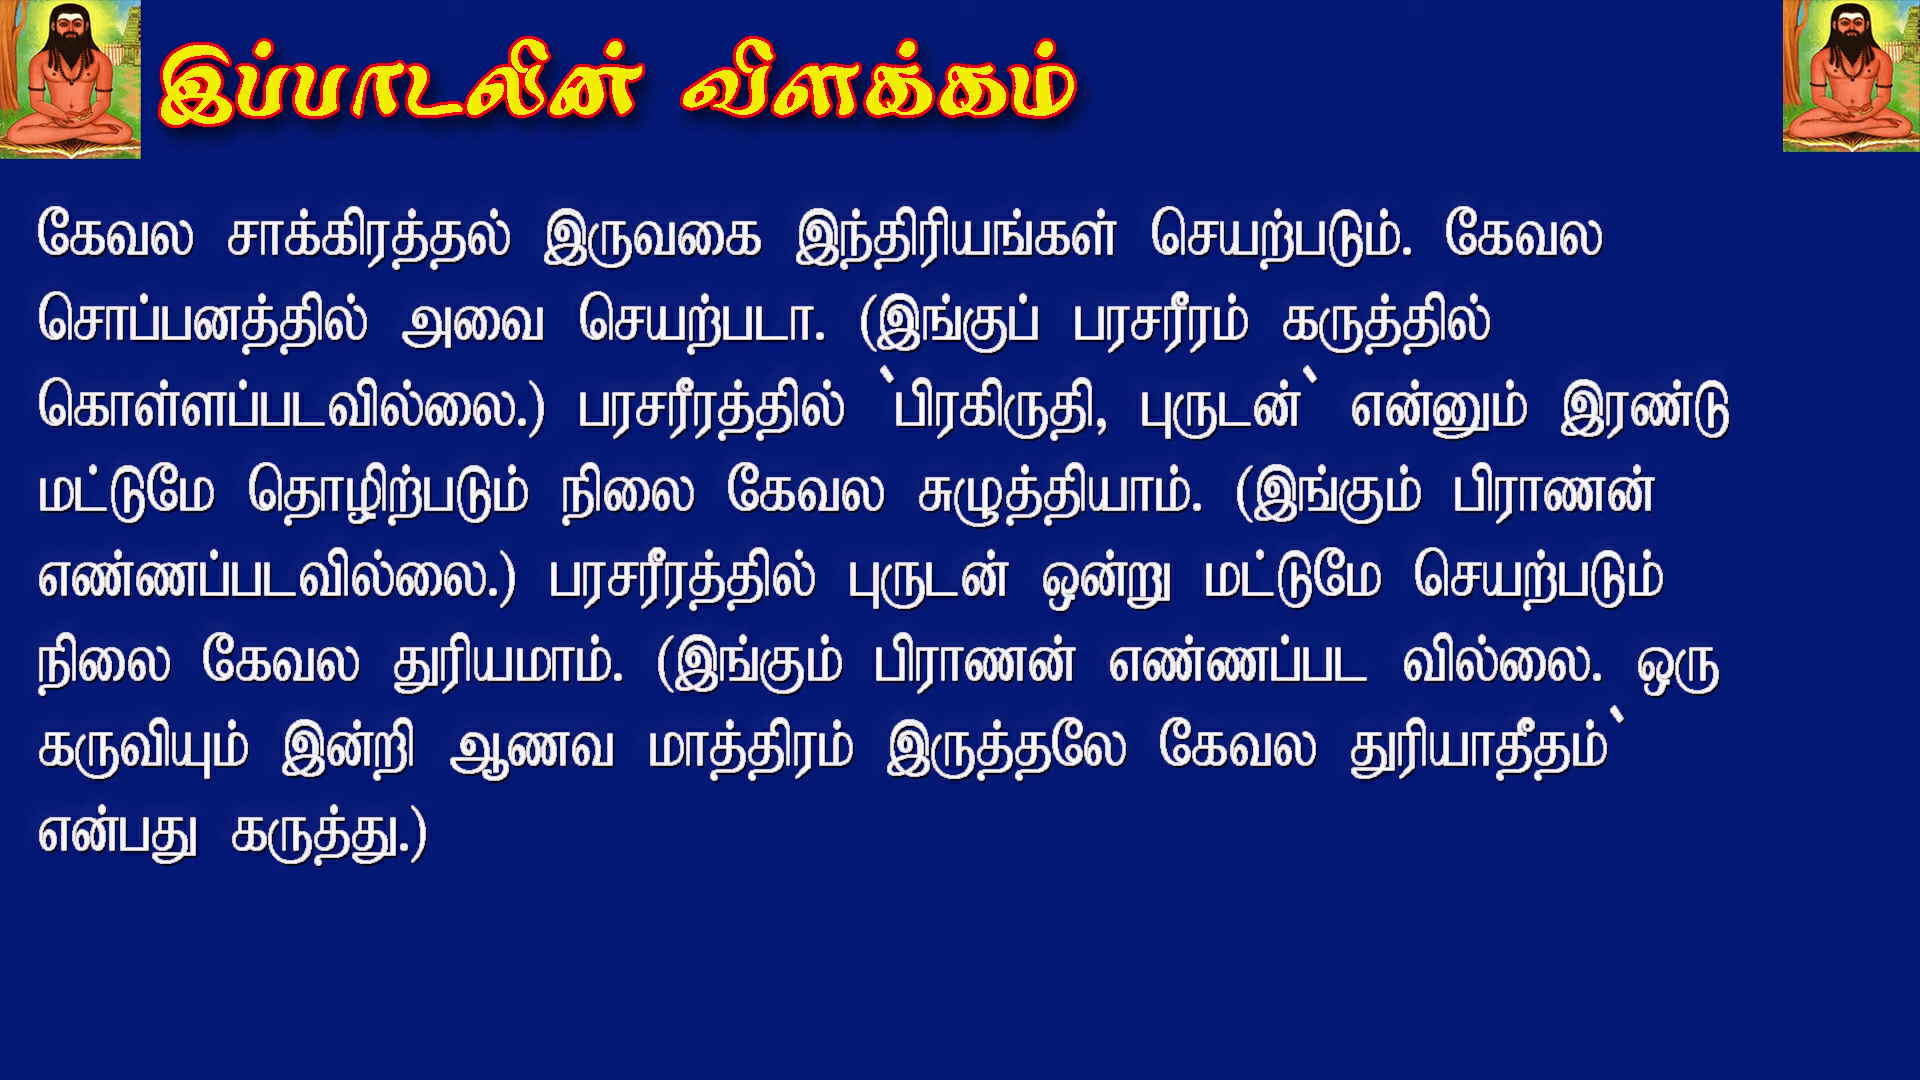 இப்பாடலின் விளக்கம்
கேவல சாக்கிரத்தல் இருவகை இந்திரியங்கள் செயற்படும். கேவல
சொப்பனத்தில் அவை செயற்படா. (இங்குப் பரசரீரம் கருத்தில்
கொள்ளப்படவில்லை.) பரசரீரத்தில் `பிரகிருதி, புருடன்` என்னும் இரண்டு
மட்டுமே தொழிற்படும் நிலை கேவல சுழுத்தியாம். (இங்கும் பிராணன்
எண்ணப்படவில்லை.) பரசரீரத்தில் புருடன் ஒன்று மட்டுமே செயற்படும்
நிலை கேவல துரியமாம். (இங்கும் பிராணன் எண்ணப்பட வில்லை. ஒரு
கருவியும் இன்றி ஆணவ மாத்திரம் இருத்தலே கேவல துரியாதீதம்`
என்பது கருத்து.)